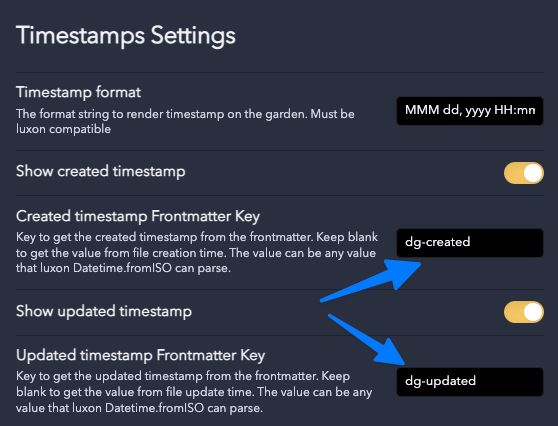 Timestamps Settings
Timestamp format
The format string to render timestamp on the garden. Must be
luxon compatible
MMM dd, yyyy HH:mn
Show created timestamp
Created timestamp Frontmatter Key
Key to get the created timestamp from the frontmatter. Keep blank
to get the value from file creation time. The value can be any value
that luxon Datetime.fromISO can parse.
dg-created
Show updated timestamp
Updated timestamp Frontmatter Key
Key to get the updated timestamp from the frontmatter. Keep
blank to get the value from file update time. The value can be any
value that luxon Datetime.fromISO can parse.
dg-updated